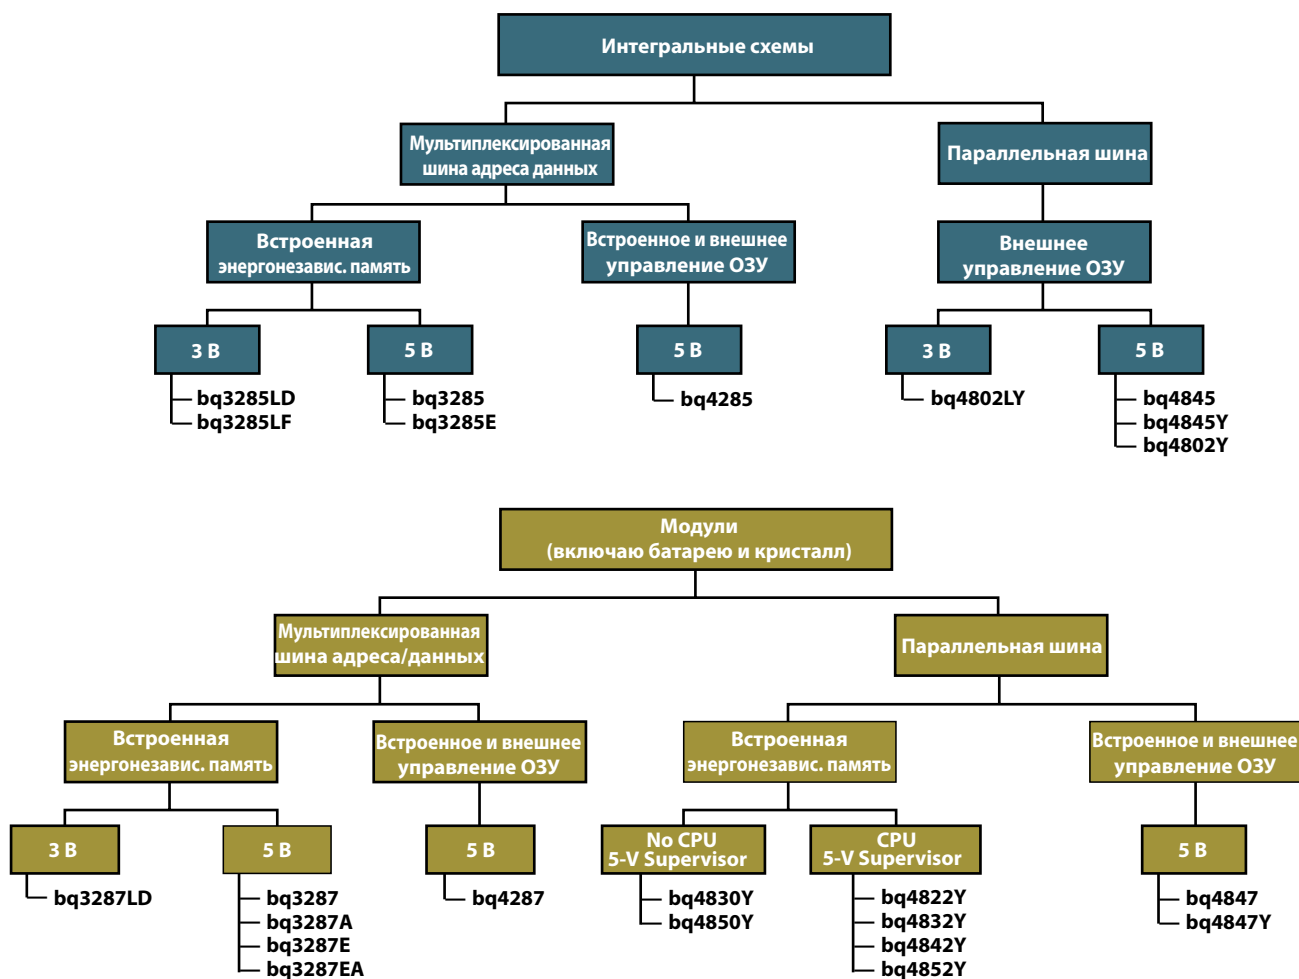 Интегральные схемы
Мультиплексированная
шина адреса данных
Параллельная шина
Встроенная
энергонезавис. память
Встроенное и внешнее
управление ОЗУ
Внешнее
управление ОЗУ
3 В
5 В
5 В
3 В
5 В
bq3285LD
bq3285LF
bq3285
bq3285E
bq4285
bq4802LY
bq4845
bq4845Y
bq4802Y
Модули
(включаю батарею и кристалл)
Мультиплексированная
шина адреса/данных
Параллельная шина
Встроенная
энергонезавис. память
Встроенное и внешнее
управление ОЗУ
Встроенная
энергонезавис. память
Встроенное и внешнее
управление ОЗУ
3 В
5 В
5 В
No CPU
5-V Supervisor
CPU
5-V Supervisor
5 В
bq3287LD
bq3287
bq3287A
bq3287E
bq3287EA
bq4287
bq4830Y
bq4850Y
bq4822Y
bq4832Y
bq4842Y
bq4852Y
bq4847
bq4847Y